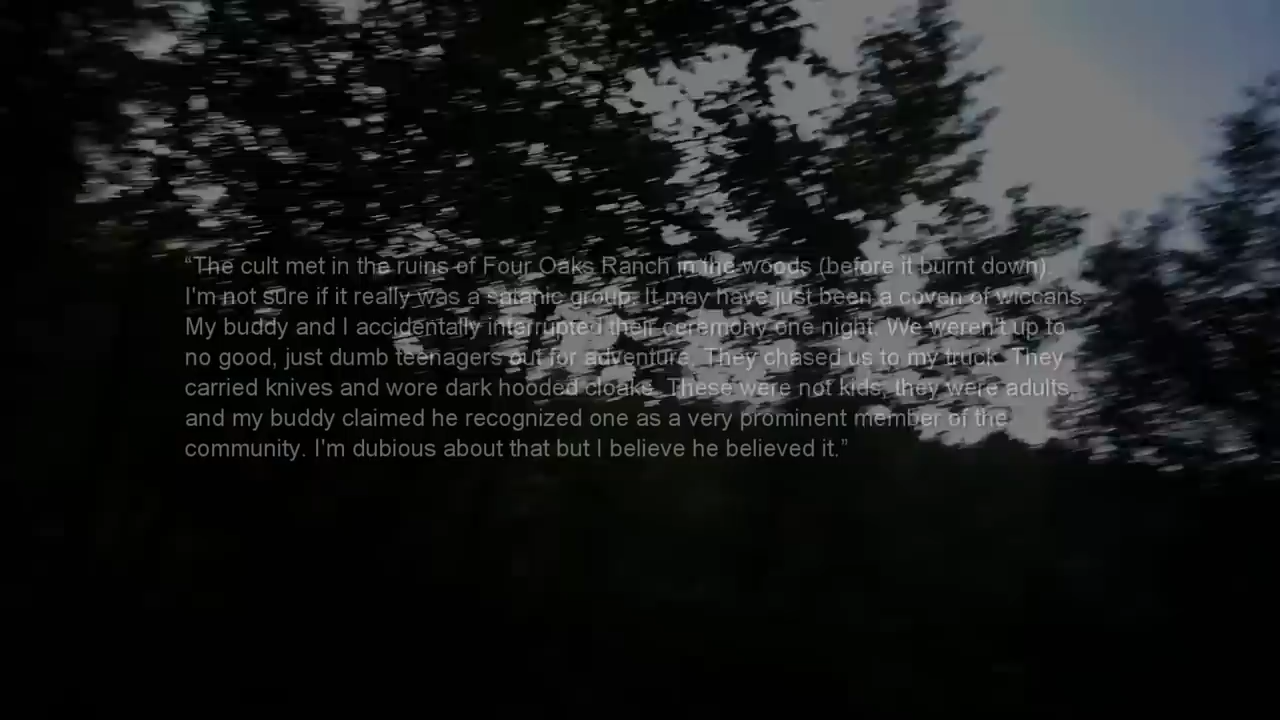 “The cult met in the ruins of Four Oaks Ranch in the woods (before it burnt down).
I'm not sure if it really was a satanic group. It may have just been a coven of wiccans.
My buddy and I accidentally interrupted their ceremony one night. We weren't up to
no good, just dumb teenagers out for adventure. They chased us to my truck. They
carried knives and wore dark hooded cloaks. These were not kids, they were adults,
and my buddy claimed he recognized one as a very prominent member of the
community. I'm dubious about that but I believe he believed it.”